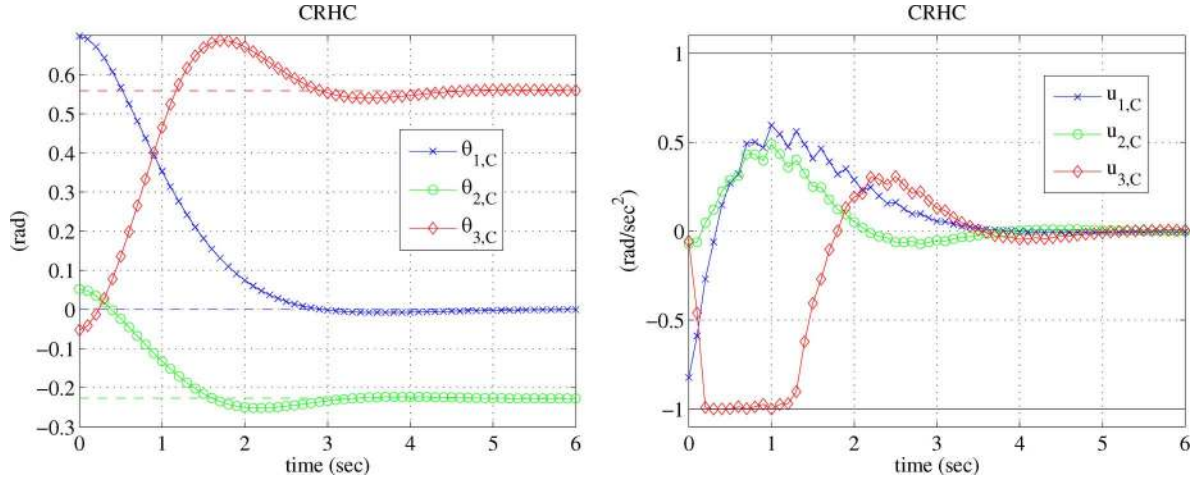 CRHC
(rad)
0.6
0.5
0.4
0.3
0.2
0.1
0
−0.1
−0.2
−0.3
θ1,C
θ2,C
θ3,C
0 1 2 3 4 5 6
time (sec)
CRHC
(rad/sec2)
1
0.5
0
−0.5
−1
u1,C
u2,C
u3,C
0 1 2 3 4 5 6
time (sec)